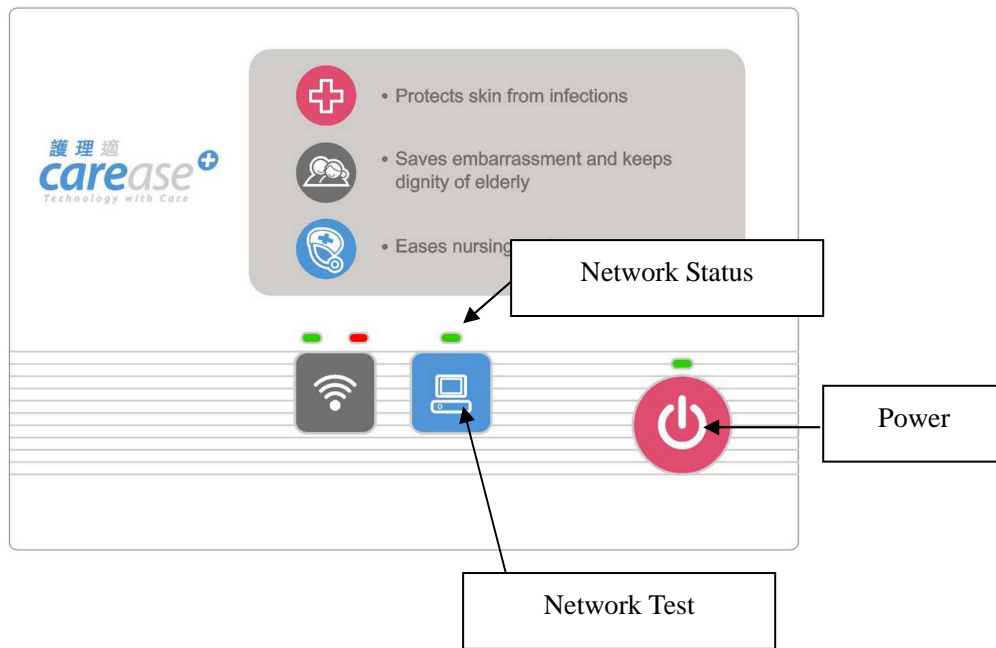 護理適
carease+
Technology with Care
• Protects skin from infections
• Saves embarrassment and keeps
dignity of elderly
• Eases nursing
Network Status
Power
Network Test